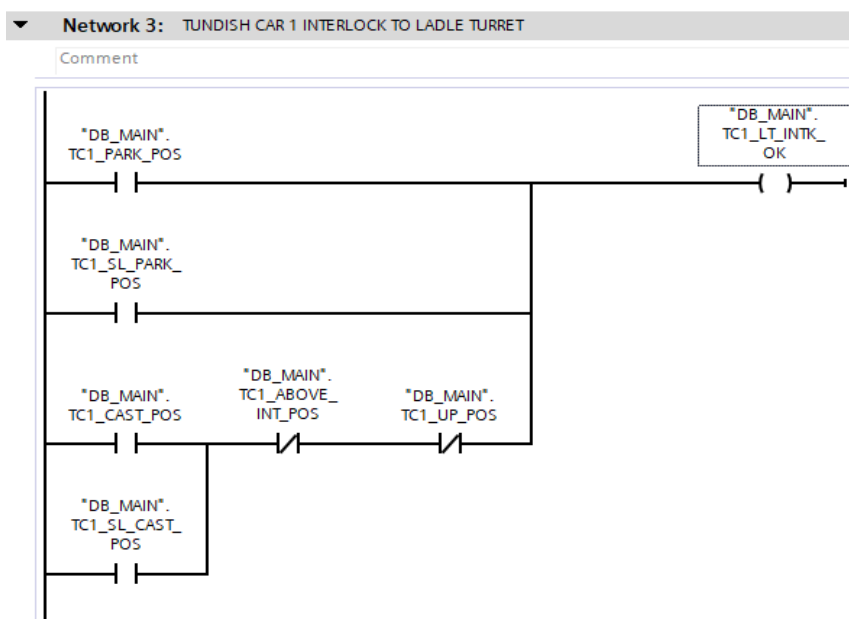 Network 3: TUNDISH CAR 1 INTERLOCK TO LADLE TURRET
Comment
"DB_MAIN".
TC1_PARK_POS
"DB_MAIN".
TC1_LT_INTK_
OK
"DB_MAIN".
TC1_SL_PARK_
POS
"DB_MAIN".
TC1_CAST_POS
"DB_MAIN".
TC1_ABOVE_
INT_POS
"DB_MAIN".
TC1_UP_POS
"DB_MAIN".
TC1_SL_CAST_
POS